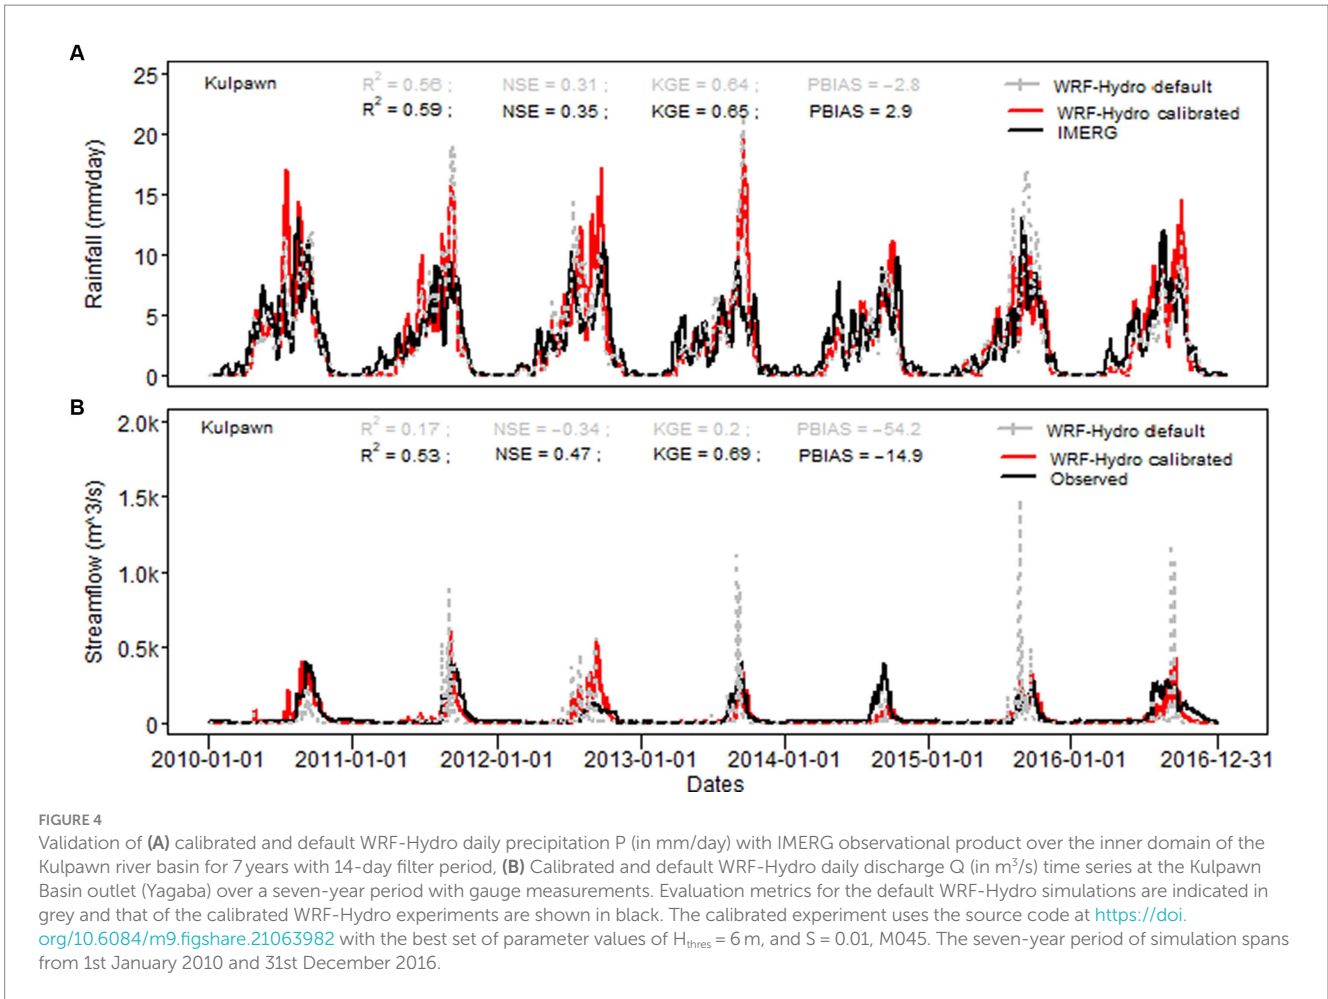 A
Kulpawn
R² = 0.56 ; NSE = 0.31 ; KGE = 0.64 ; PBIAS = −2.8
R² = 0.59 ; NSE = 0.35 ; KGE = 0.65 ; PBIAS = 2.9
WRF-Hydro default
WRF-Hydro calibrated
IMERG
Rainfall (mm/day)
25
20
15
10
5
0
B
Kulpawn
R² = 0.17 ; NSE = −0.34 ; KGE = 0.2 ; PBIAS = −54.2
R² = 0.53 ; NSE = 0.47 ; KGE = 0.69 ; PBIAS = −14.9
WRF-Hydro default
WRF-Hydro calibrated
Observed
Streamflow (m^3/s)
2.0k
1.5k
1.0k
0.5k
0
2010-01-01 2011-01-01 2012-01-01 2013-01-01 2014-01-01 2015-01-01 2016-01-01 2016-12-31
Dates
FIGURE 4
Validation of (A) calibrated and default WRF-Hydro daily precipitation P (in mm/day) with IMERG observational product over the inner domain of the
Kulpawn river basin for 7 years with 14-day filter period, (B) Calibrated and default WRF-Hydro daily discharge Q (in m³/s) time series at the Kulpawn
Basin outlet (Yagaba) over a seven-year period with gauge measurements. Evaluation metrics for the default WRF-Hydro simulations are indicated in
grey and that of the calibrated WRF-Hydro experiments are shown in black. The calibrated experiment uses the source code at https://doi.
org/10.6084/m9.figshare.21063982 with the best set of parameter values of Hthres = 6 m, and S = 0.01, M045. The seven-year period of simulation spans
from 1st January 2010 and 31st December 2016.